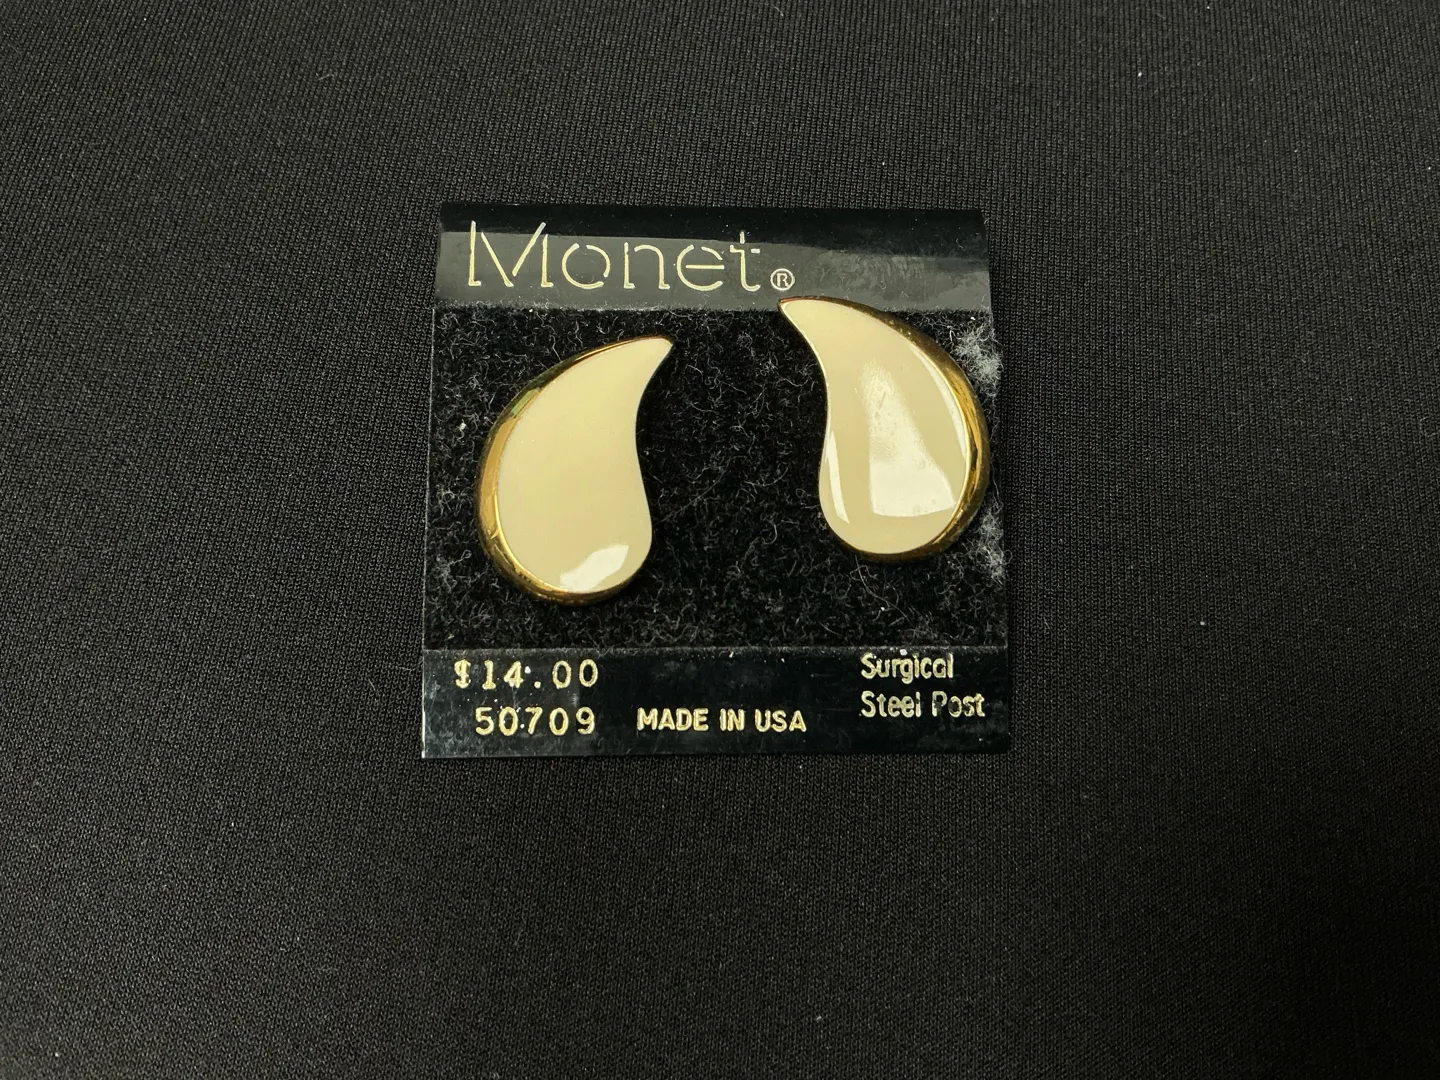 Monet®
$14.00
50709
MADE IN USA
Surgical
Steel Post